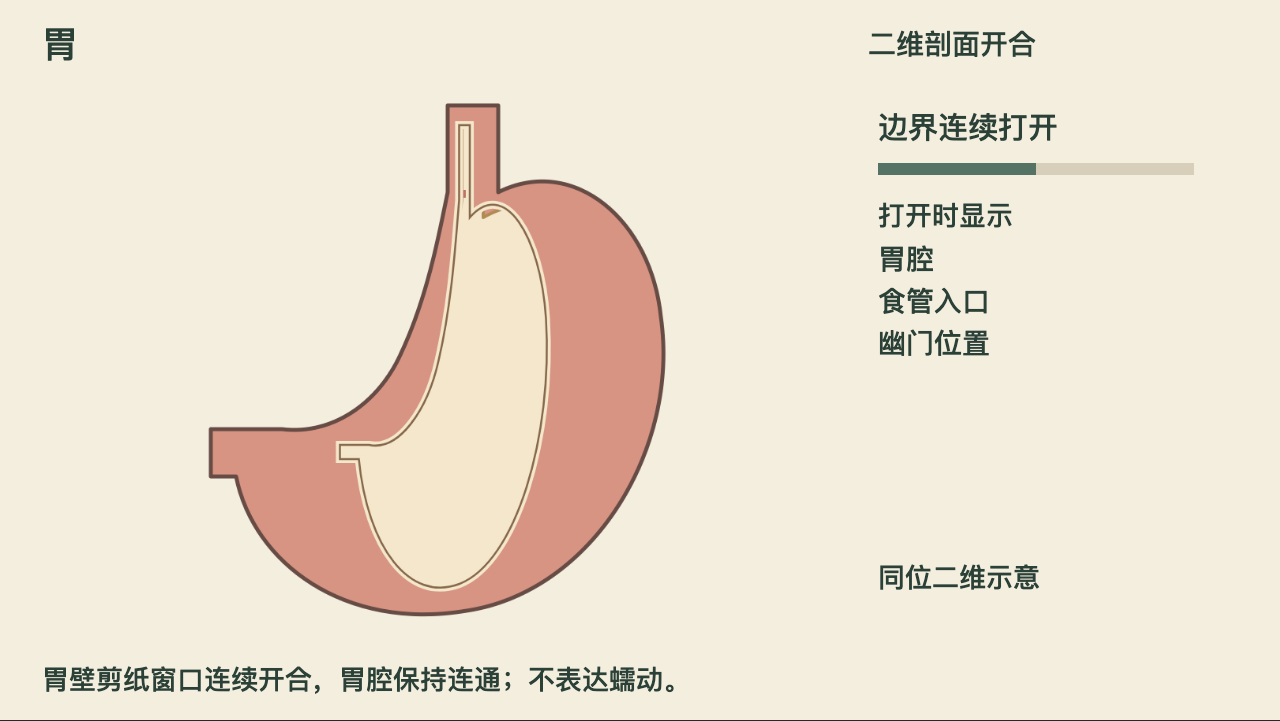 胃
二维剖面开合
边界连续打开
打开时显示
胃腔
食管入口
幽门位置
同位二维示意
胃壁剪纸窗口连续开合，胃腔保持连通；不表达蠕动。